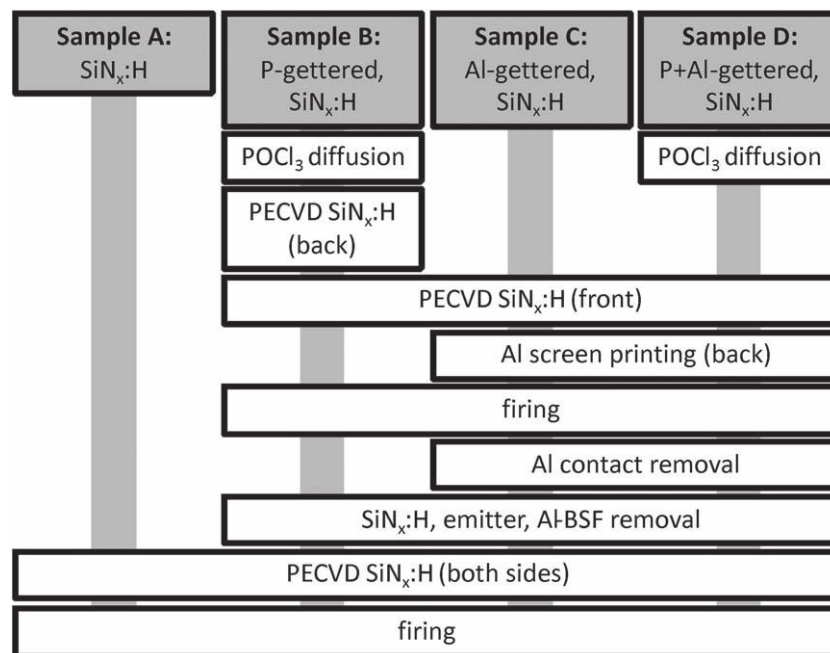 Sample A:
SiNₓ:H
Sample B:
P-gettered,
SiNₓ:H
Sample C:
Al-gettered,
SiNₓ:H
Sample D:
P+Al-gettered,
SiNₓ:H
POCl₃ diffusion
POCl₃ diffusion
PECVD SiNₓ:H
(back)
PECVD SiNₓ:H (front)
Al screen printing (back)
firing
Al contact removal
SiNₓ:H, emitter, Al-BSF removal
PECVD SiNₓ:H (both sides)
firing